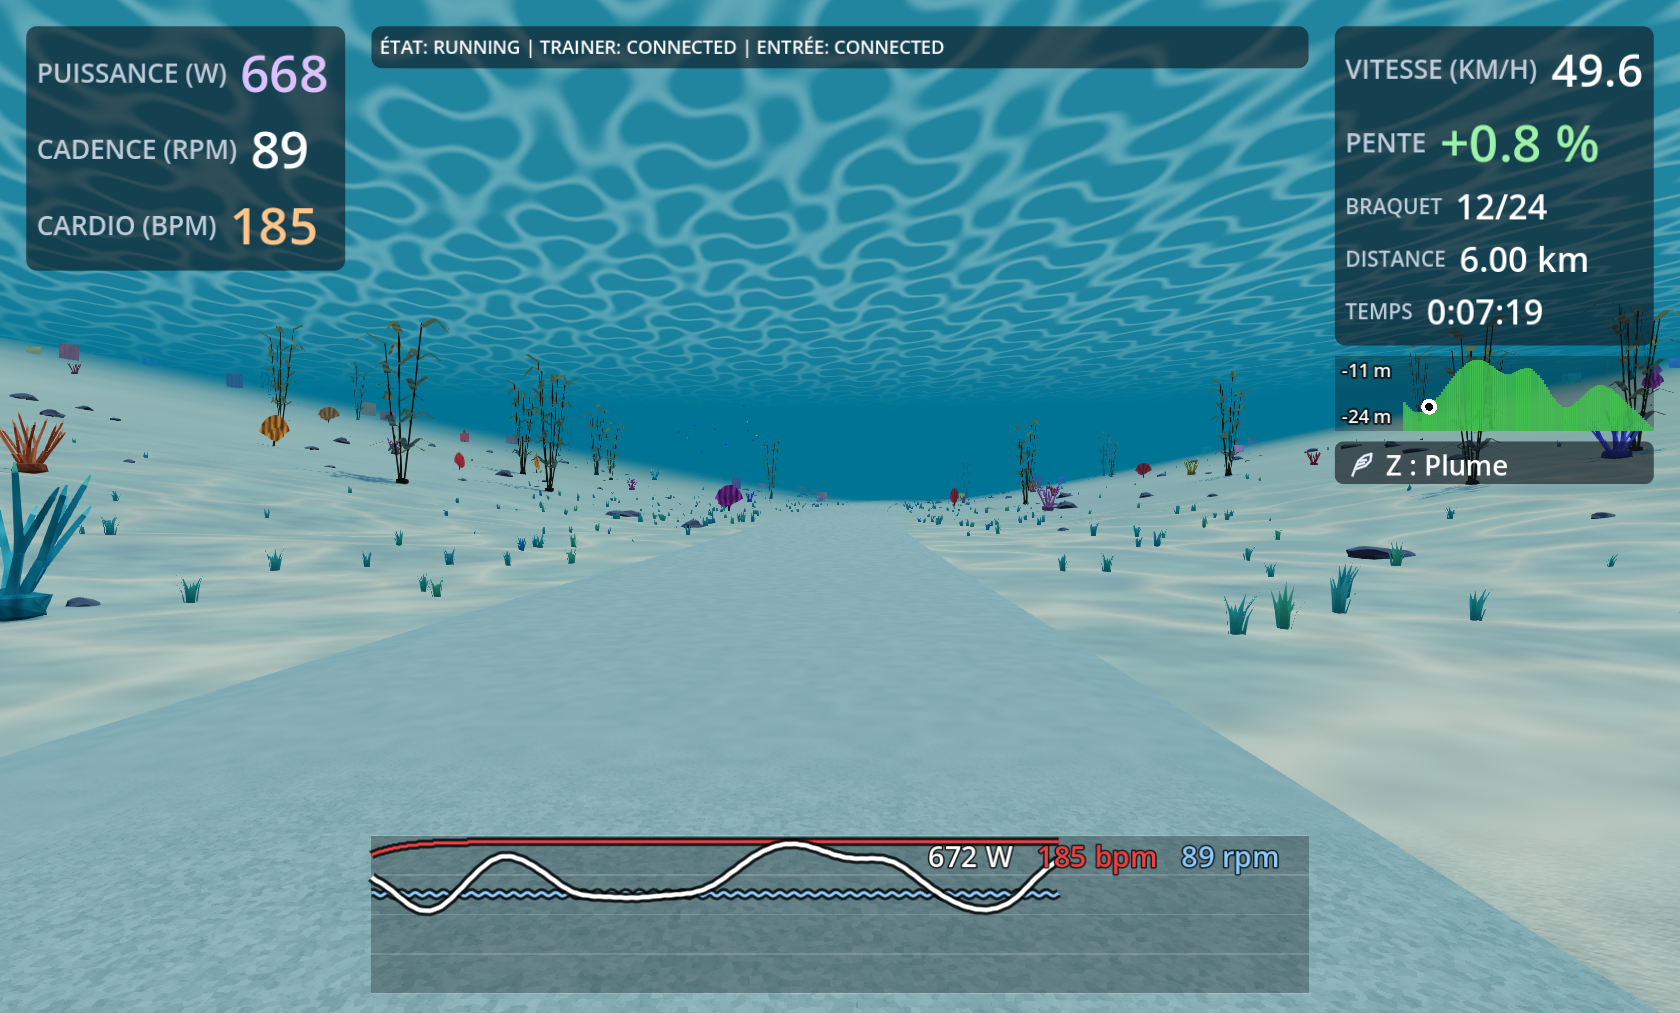 PUISSANCE (W) 668
CADENCE (RPM) 89
CARDIO (BPM) 185
ÉTAT: RUNNING | TRAINER: CONNECTED | ENTRÉE: CONNECTED
VITESSE (KM/H) 49.6
PENTE +0.8 %
BRAQUET 12/24
DISTANCE 6.00 km
TEMPS 0:07:19
-11 m
-24 m
Z : Plume
672 W 185 bpm 89 rpm